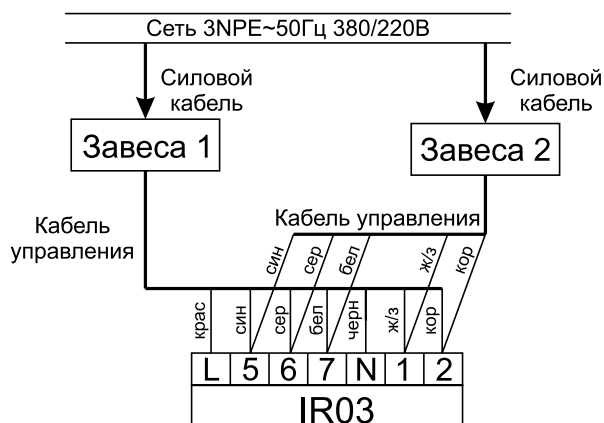 Сеть 3NPE~50Гц 380/220В
Силовой
кабель
Силовой
кабель
Завеса 1
Завеса 2
Кабель
управления
Кабель управления
син
сер
бел
ж/з
кор
крас
син
сер
бел
черн
ж/з
кор
L 5 6 7 N 1 2
IR03